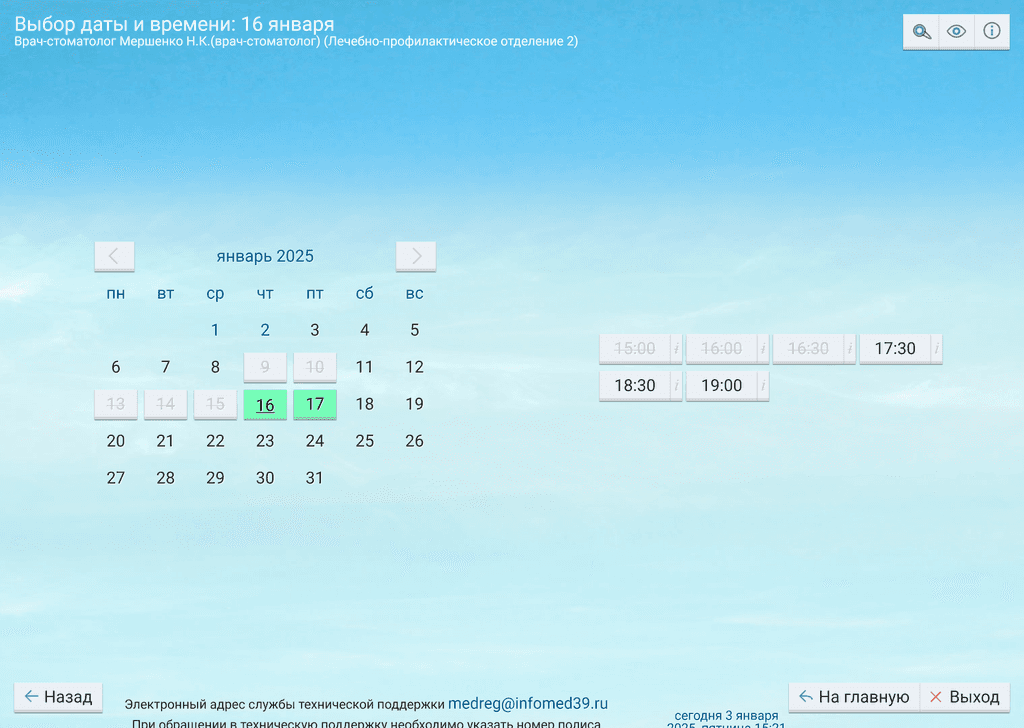 Выбор даты и времени: 16 января
Врач-стоматолог Мершенко Н.К.(врач-стоматолог) (Лечебно-профилактическое отделение 2)
январь 2025
пн вт ср чт пт сб вс
1 2 3 4 5
6 7 8 9 10 11 12
13 14 15 16 17 18 19
20 21 22 23 24 25 26
27 28 29 30 31
15:00 i 16:00 i 16:30 i 17:30 i
18:30 i 19:00 i
Назад
Электронный адрес службы технической поддержки medreg@infomed39.ru
При обращении в техническую поддержку необходимо указать номер полиса
сегодня 3 января
2025, пятница 15:21
На главную
Выход